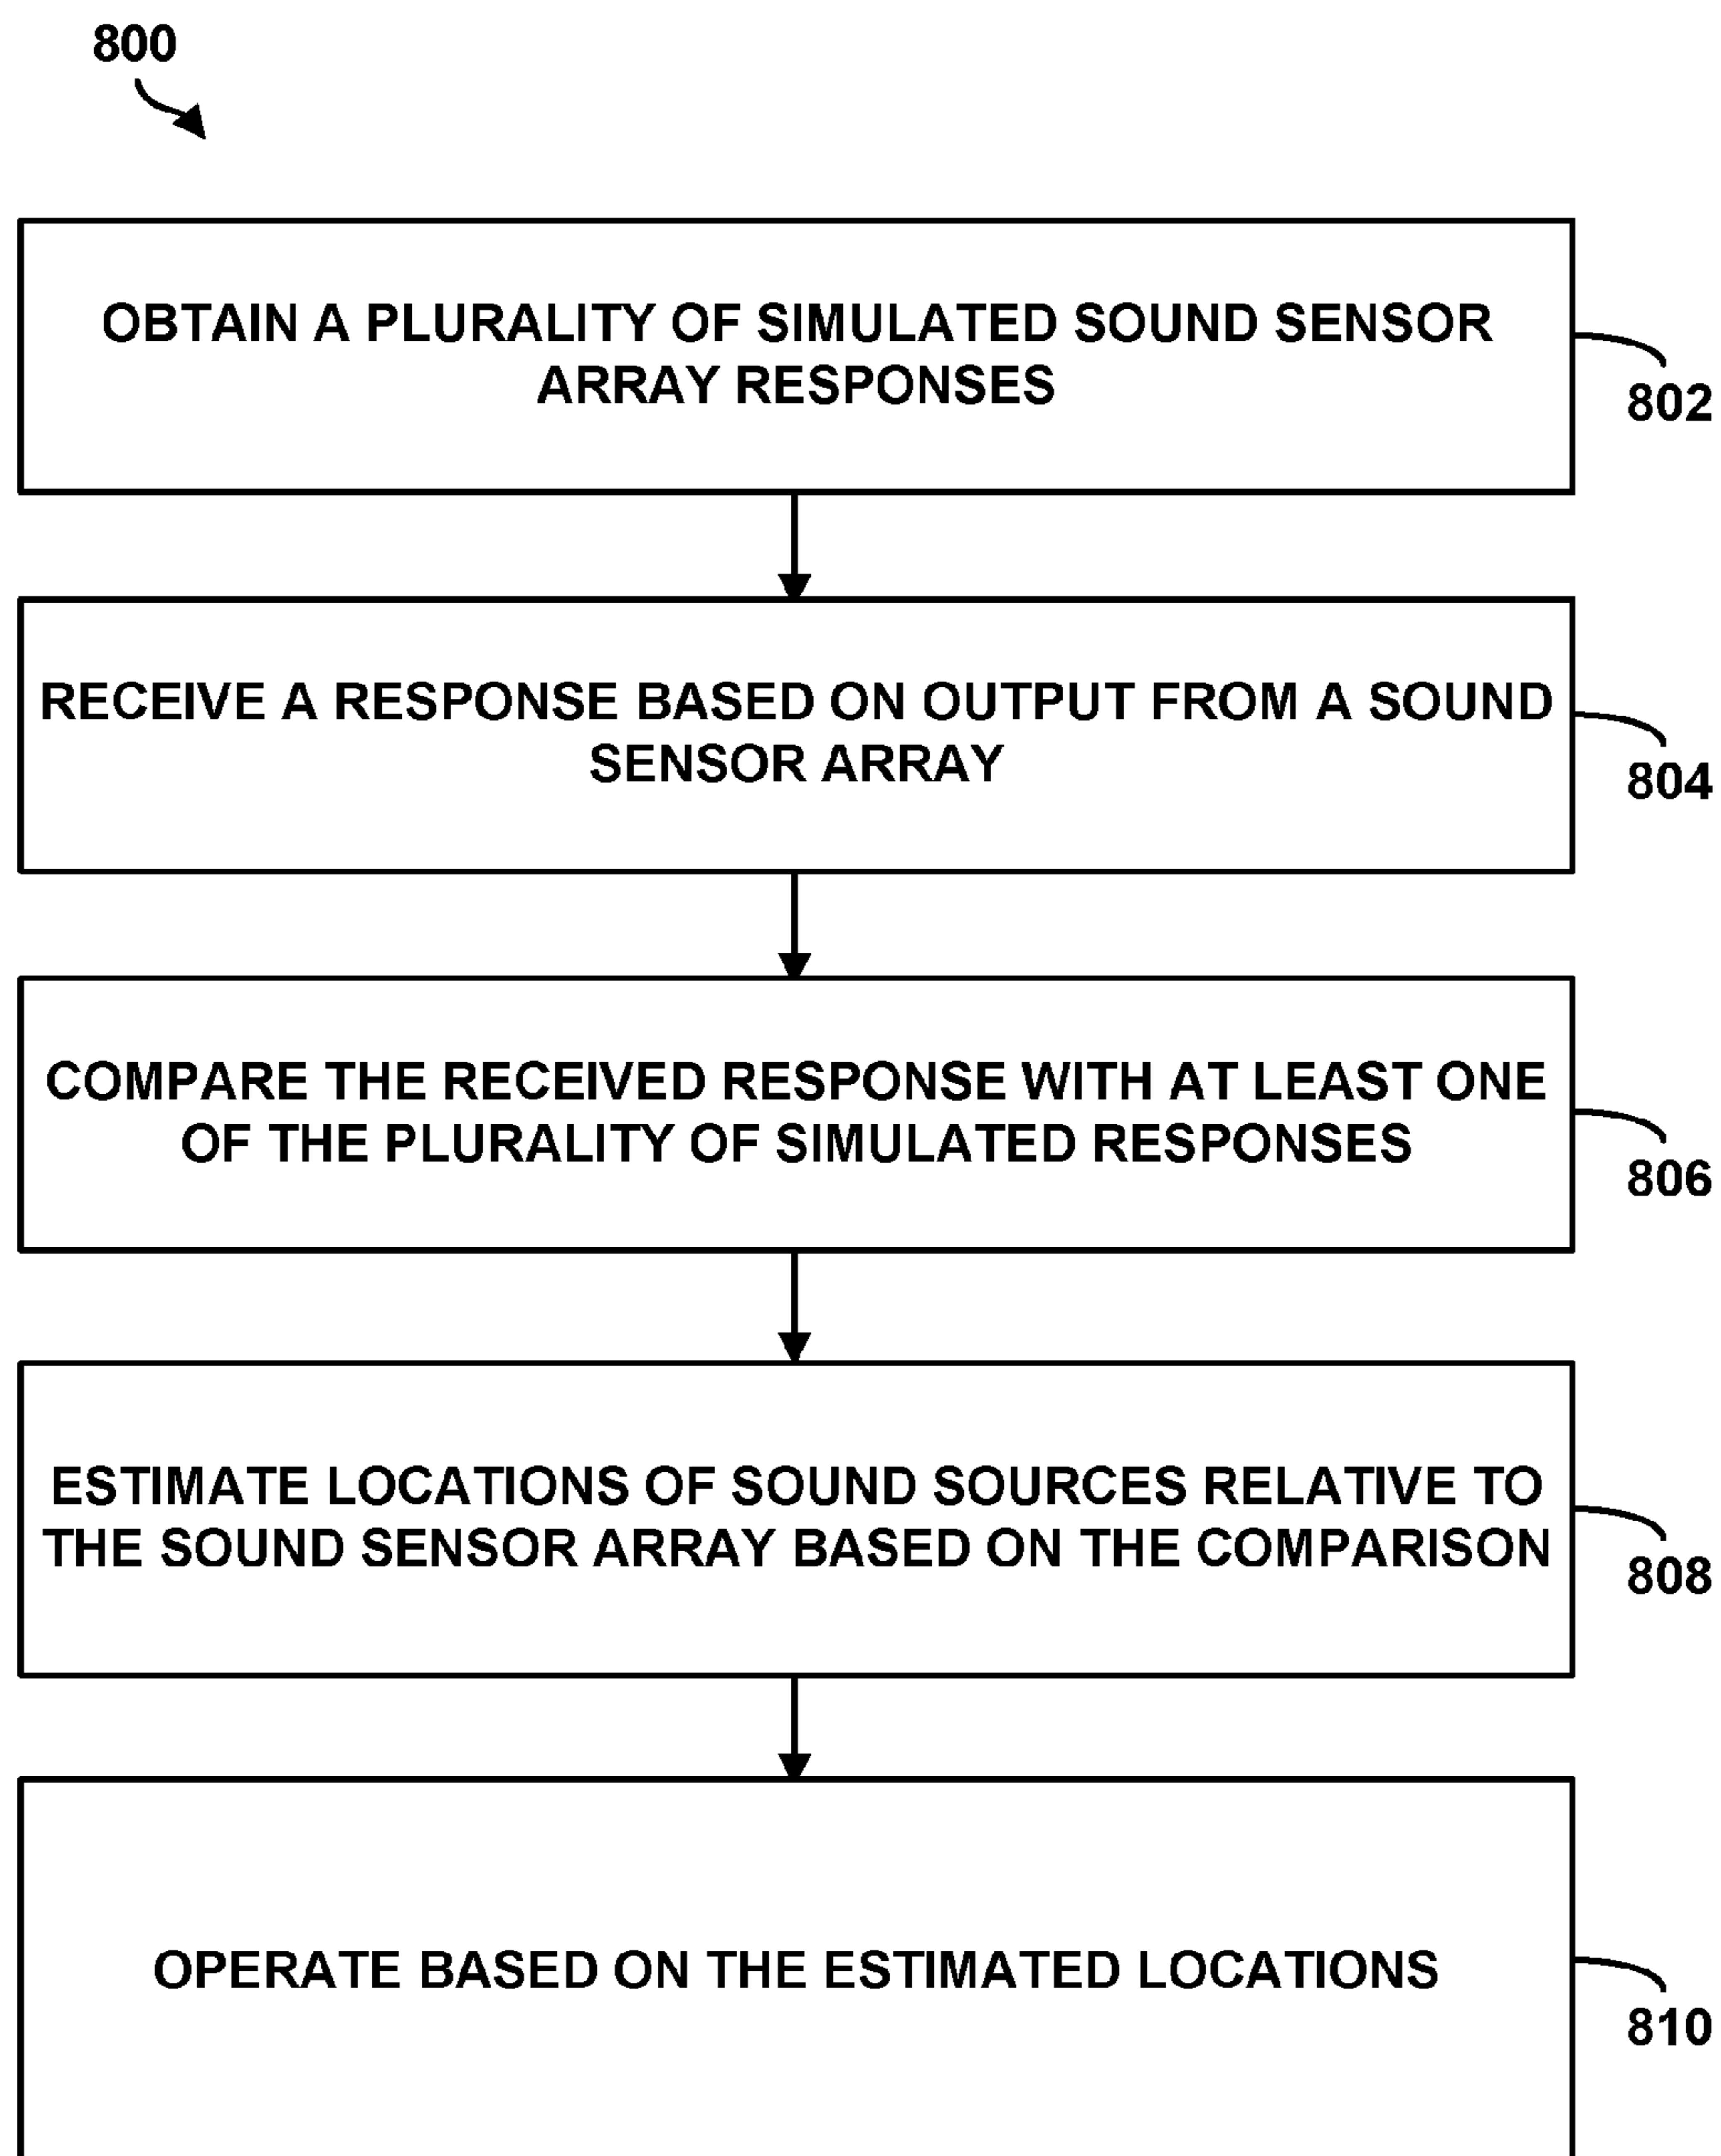 800
OBTAIN A PLURALITY OF SIMULATED SOUND SENSOR
ARRAY RESPONSES
802
RECEIVE A RESPONSE BASED ON OUTPUT FROM A SOUND
SENSOR ARRAY
804
COMPARE THE RECEIVED RESPONSE WITH AT LEAST ONE
OF THE PLURALITY OF SIMULATED RESPONSES
806
ESTIMATE LOCATIONS OF SOUND SOURCES RELATIVE TO
THE SOUND SENSOR ARRAY BASED ON THE COMPARISON
808
OPERATE BASED ON THE ESTIMATED LOCATIONS
810